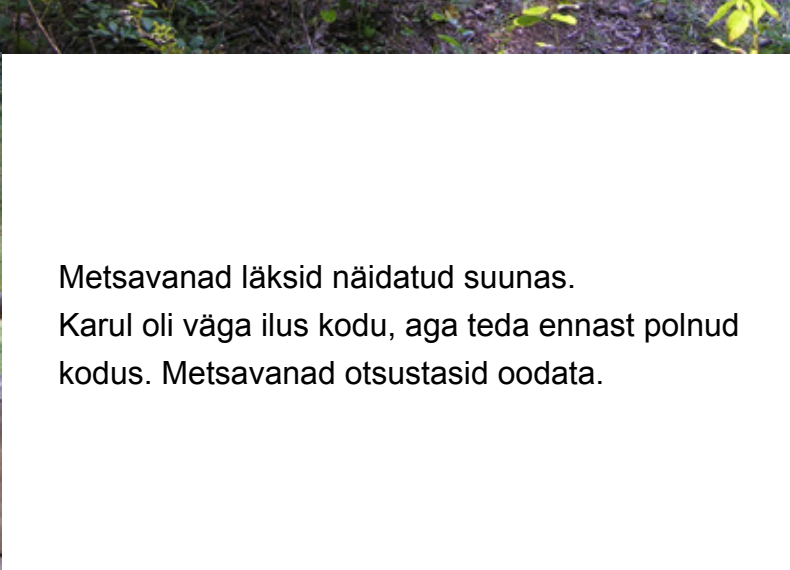 Metsavanad läksid näidatud suunas.
Karul oli väga ilus kodu, aga teda ennast polnud
kodus. Metsavanad otsustasid oodata.